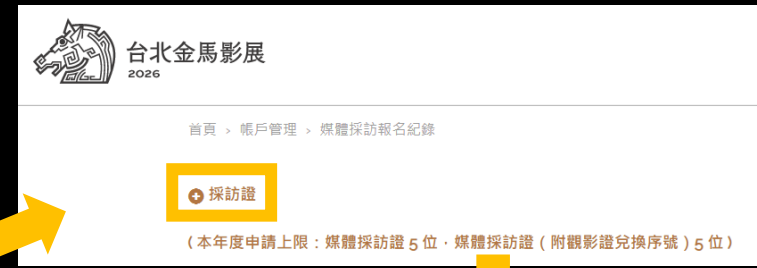 台北金馬影展
2026
首頁 > 帳戶管理 > 媒體採訪報名紀錄
採訪證
(本年度申請上限：媒體採訪證 5 位，媒體採訪證（附觀影證兌換序號）5 位)